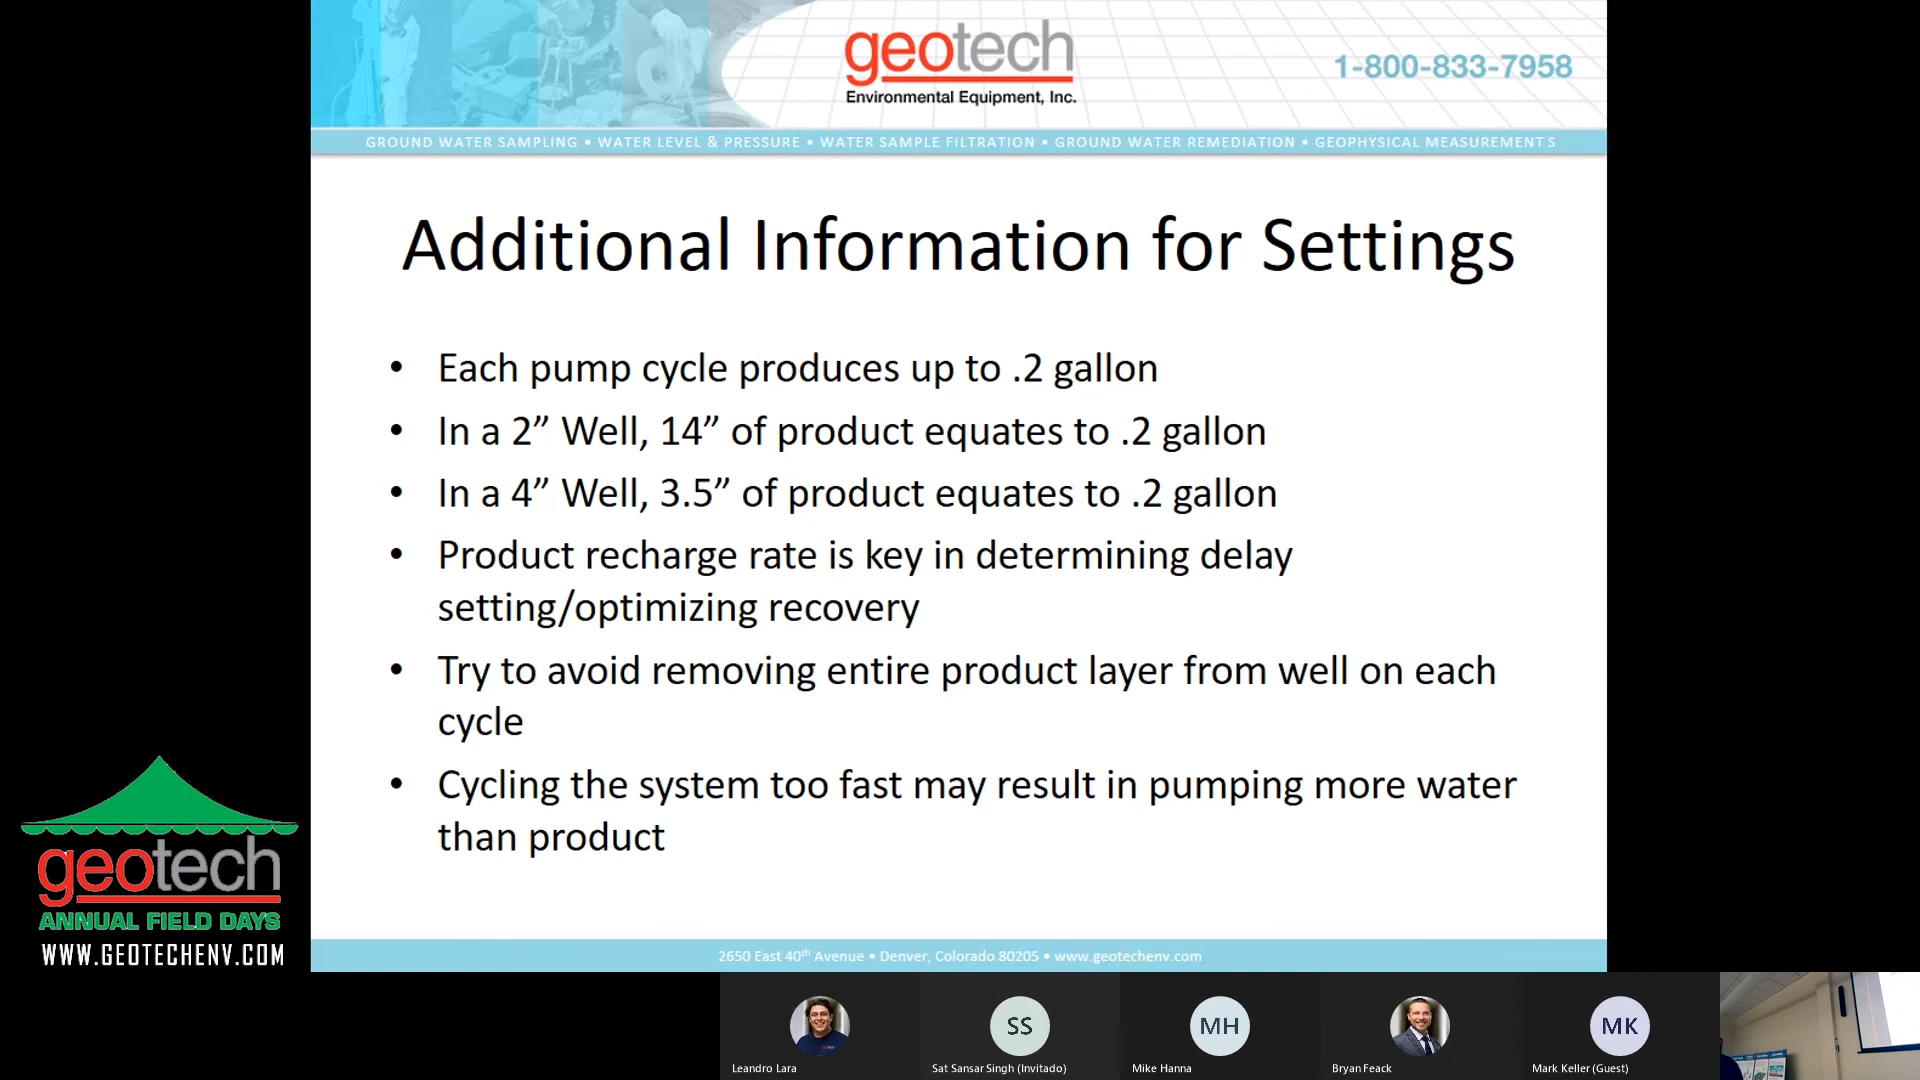 geotech
Environmental Equipment, Inc.
1-800-833-7958
GROUND WATER SAMPLING • WATER LEVEL & PRESSURE • WATER SAMPLE FILTRATION • GROUND WATER REMEDIATION • GEOPHYSICAL MEASUREMENTS
Additional Information for Settings
• Each pump cycle produces up to .2 gallon
• In a 2” Well, 14” of product equates to .2 gallon
• In a 4” Well, 3.5” of product equates to .2 gallon
• Product recharge rate is key in determining delay
setting/optimizing recovery
• Try to avoid removing entire product layer from well on each
cycle
• Cycling the system too fast may result in pumping more water
than product
geotech
ANNUAL FIELD DAYS
WWW.GEOTECHENV.COM
2650 East 40th Avenue • Denver, Colorado 80205 • www.geotechenv.com
SS
MH
MK
Leandro Lara
Sat Sansar Singh (Invitado)
Mike Hanna
Bryan Feack
Mark Keller (Guest)